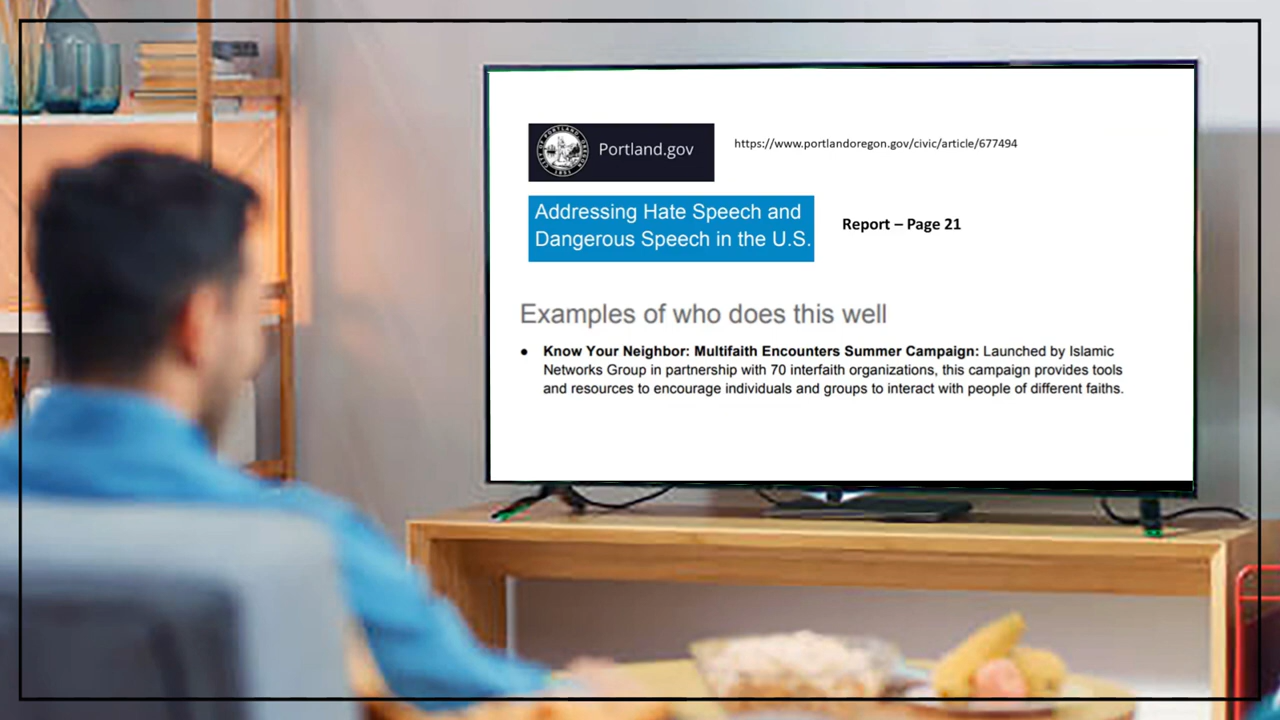 Portland.gov
https://www.portlandoregon.gov/civic/article/677494
Addressing Hate Speech and
Dangerous Speech in the U.S.
Report – Page 21
Examples of who does this well
• Know Your Neighbor: Multifaith Encounters Summer Campaign: Launched by Islamic
Networks Group in partnership with 70 interfaith organizations, this campaign provides tools
and resources to encourage individuals and groups to interact with people of different faiths.